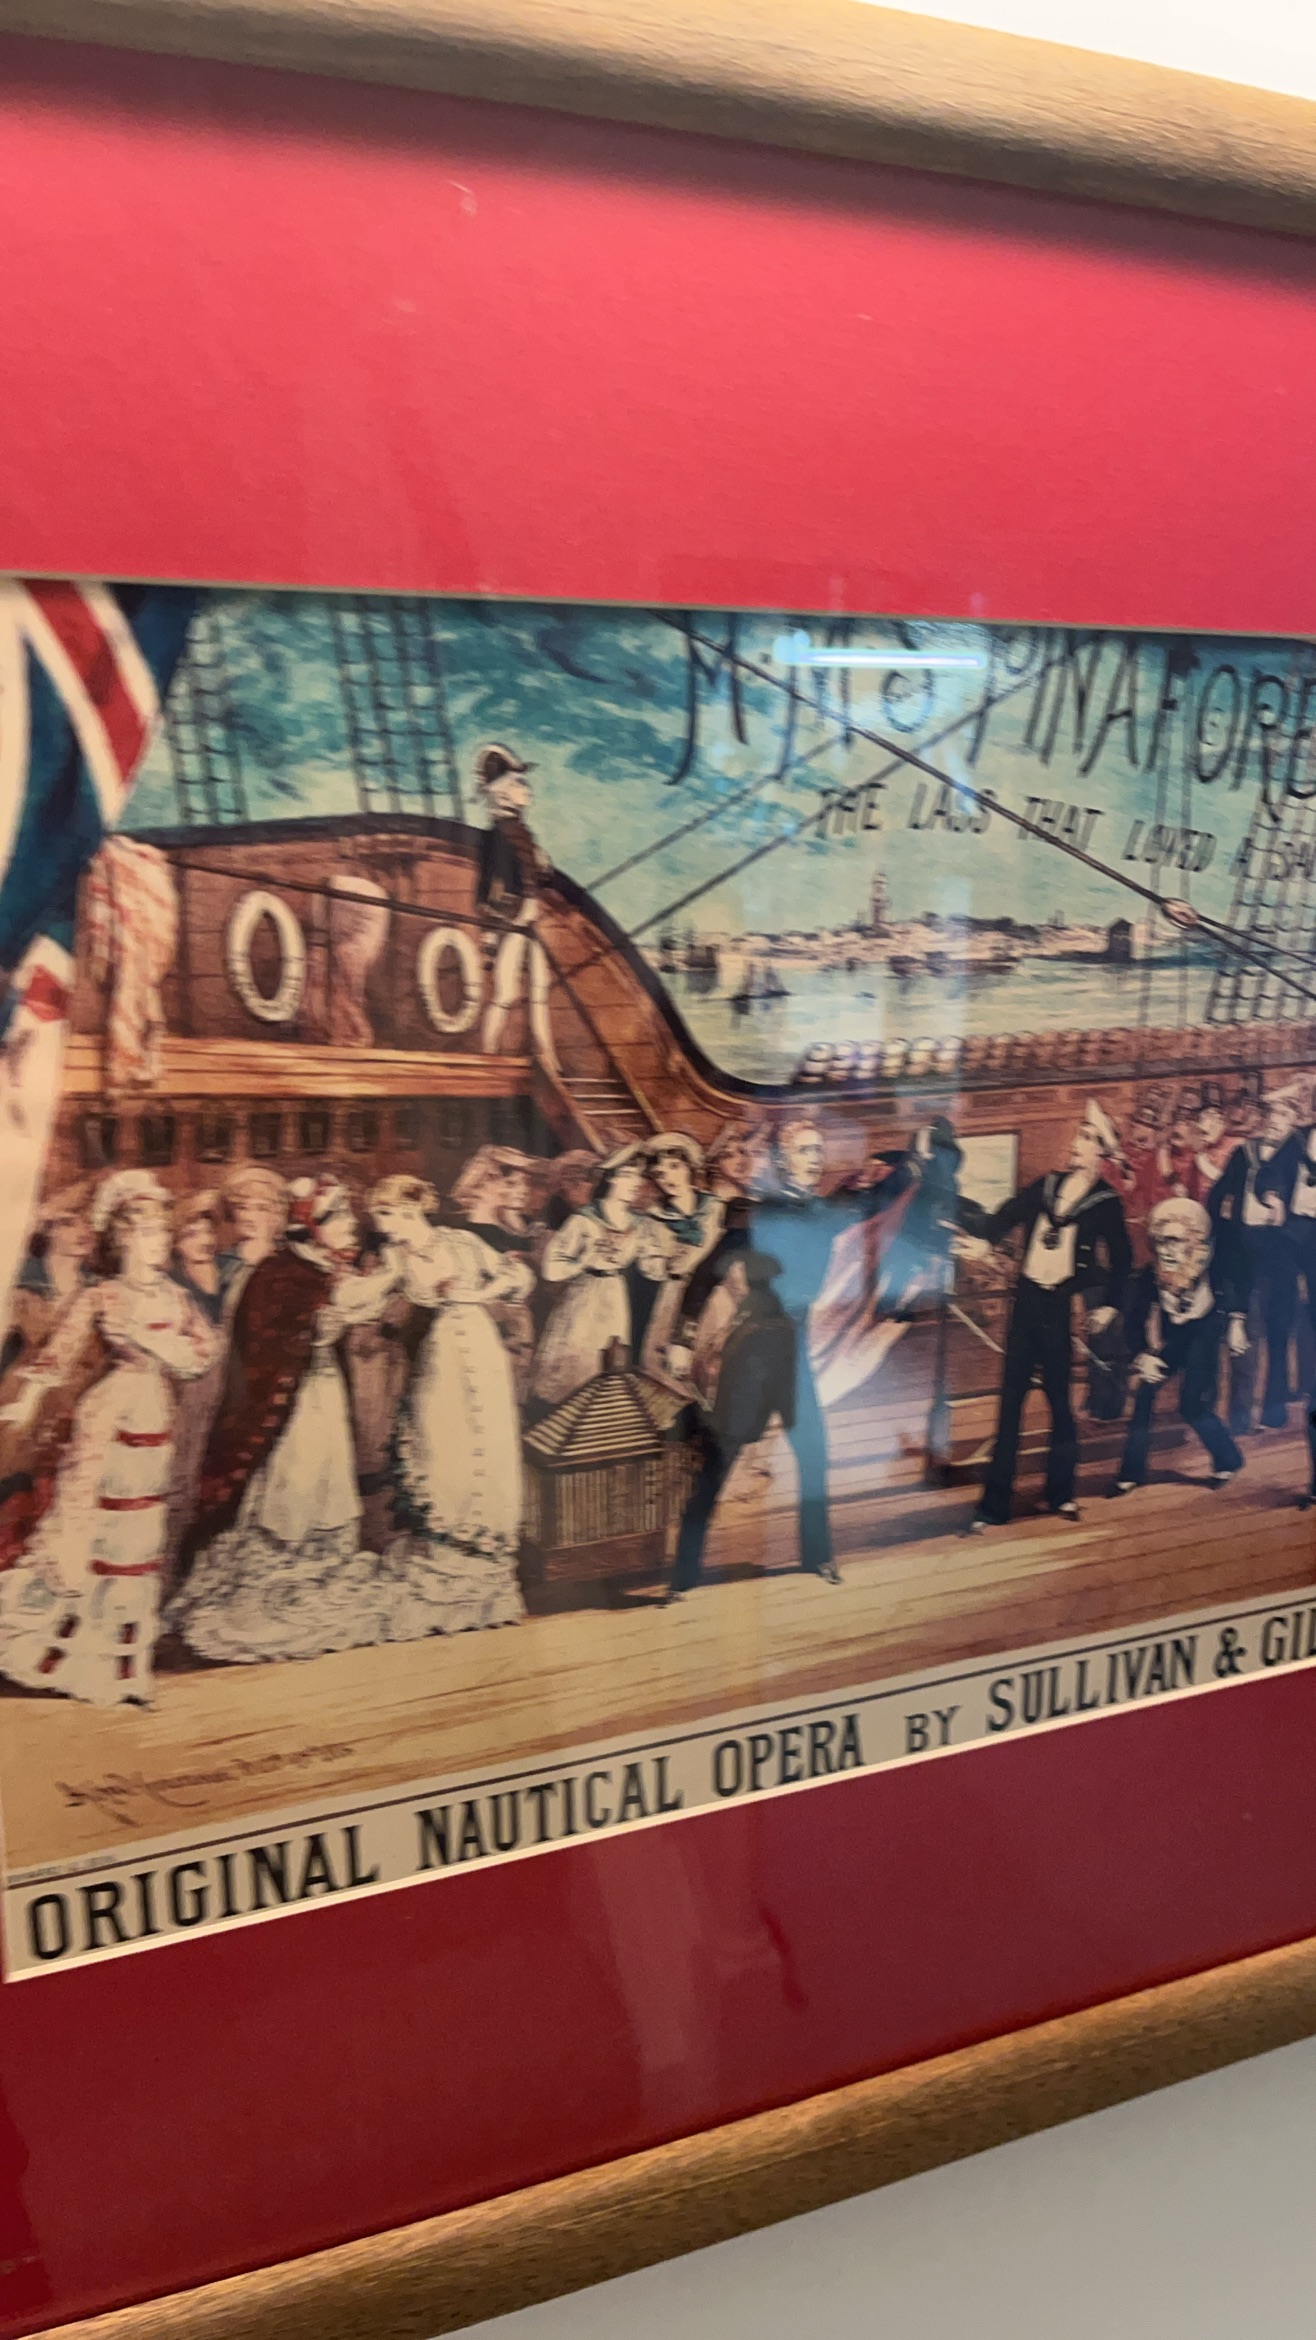 H.M.S PINAFORE
THE LASS THAT LOVED A
ORIGINAL NAUTICAL OPERA BY SULLIVAN & GIL